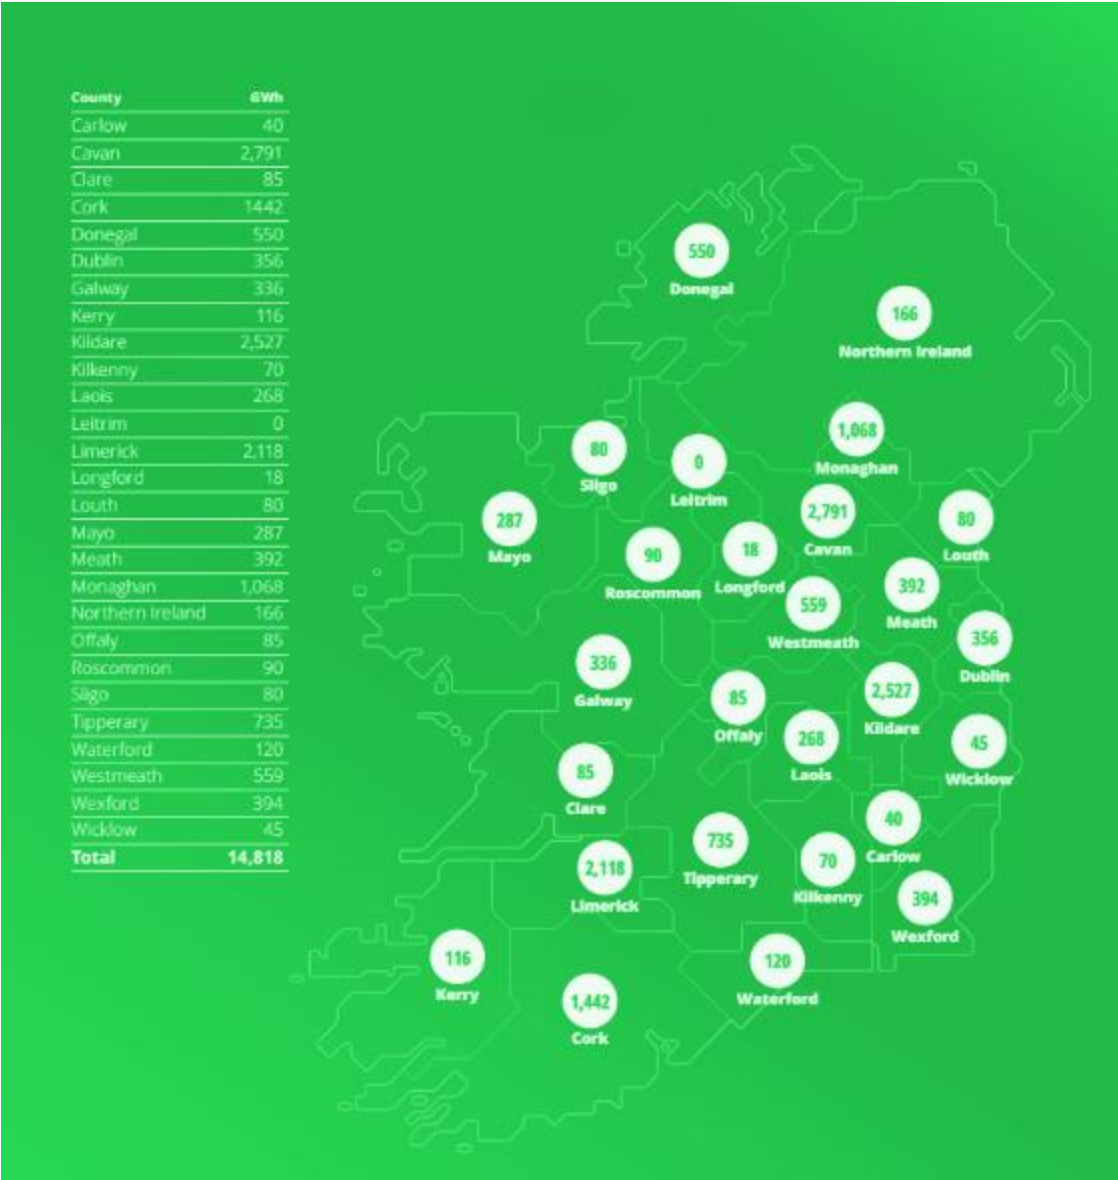 County GWh
Carlow 40
Cavan 2,791
Clare 85
Cork 1442
Donegal 550
Dublin 356
Galway 336
Kerry 116
Kildare 2,527
Kilkenny 70
Laois 268
Leitrim 0
Limerick 2,118
Longford 18
Louth 80
Mayo 287
Meath 392
Monaghan 1,068
Northern Ireland 166
Offaly 85
Roscommon 90
Sligo 80
Tipperary 735
Waterford 120
Westmeath 559
Wexford 394
Wicklow 45
Total 14,818
550
Donegal
166
Northern Ireland
1,068
Monaghan
80
Sligo
0
Leitrim
2,791
Cavan
80
Louth
287
Mayo
90
Roscommon
18
Longford
392
Meath
559
Westmeath
356
Dublin
336
Galway
85
Offaly
2,527
Kildare
268
Laois
45
Wicklow
85
Clare
40
Carlow
735
Tipperary
70
Kilkenny
2,118
Limerick
394
Wexford
116
Kerry
120
Waterford
1,442
Cork